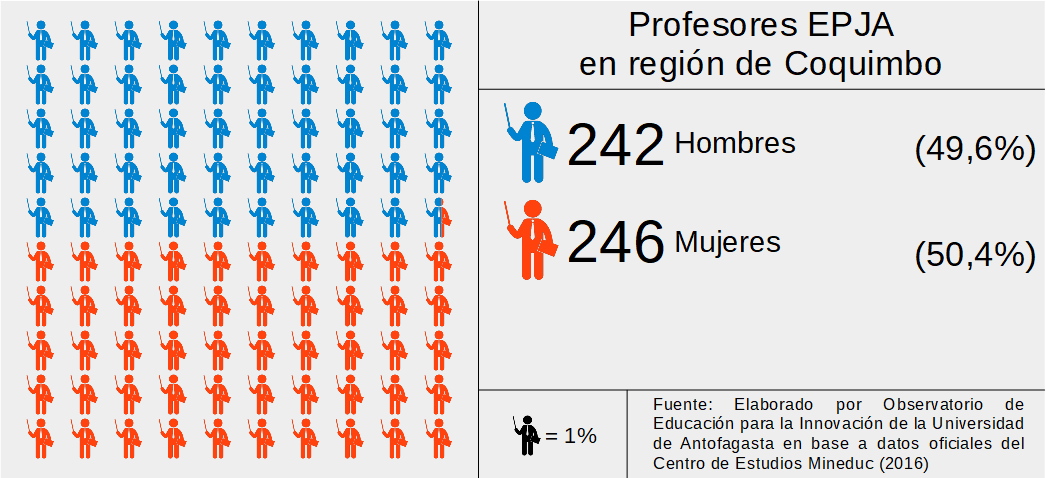 Profesores EPJA
en región de Coquimbo
242 Hombres (49,6%)
246 Mujeres (50,4%)
= 1%
Fuente: Elaborado por Observatorio de
Educación para la Innovación de la Universidad
de Antofagasta en base a datos oficiales del
Centro de Estudios Mineduc (2016)